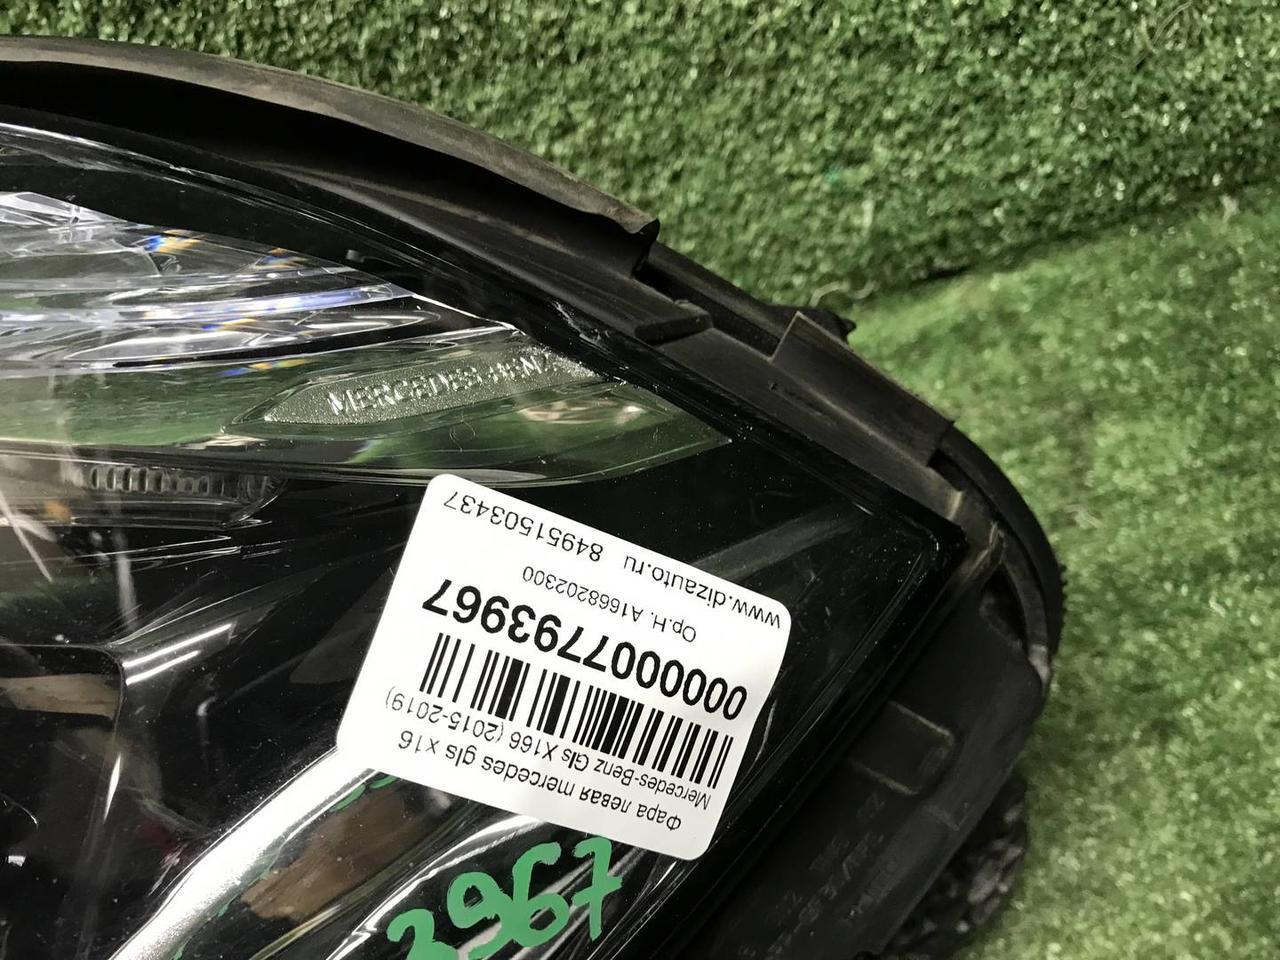 MERCEDES-BENZ
Фара левая mercedes gls x16
Mercedes-Benz Gls X166 (2015-2019)
000007793967
Ор.Н. A1668202300
www.dizauto.ru 84951503437
3967